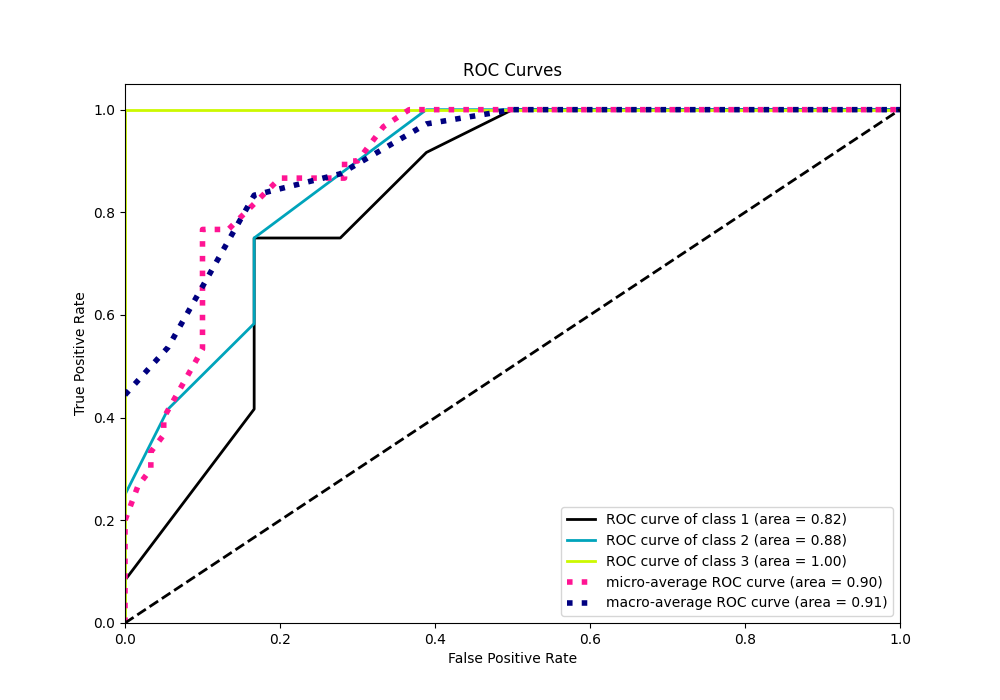 ROC Curves
True Positive Rate
1.0
0.8
0.6
0.4
0.2
0.0
0.0 0.2 0.4 0.6 0.8 1.0
False Positive Rate
ROC curve of class 1 (area = 0.82)
ROC curve of class 2 (area = 0.88)
ROC curve of class 3 (area = 1.00)
micro-average ROC curve (area = 0.90)
macro-average ROC curve (area = 0.91)